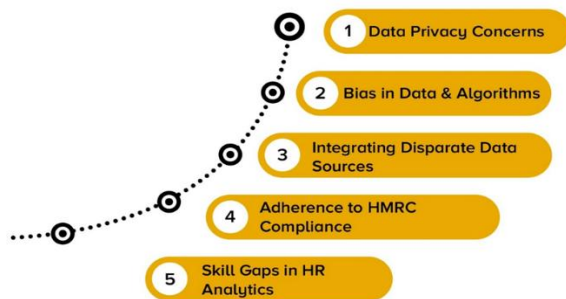 1 Data Privacy Concerns
2 Bias in Data & Algorithms
3 Integrating Disparate Data
Sources
4 Adherence to HMRC
Compliance
5 Skill Gaps in HR
Analytics